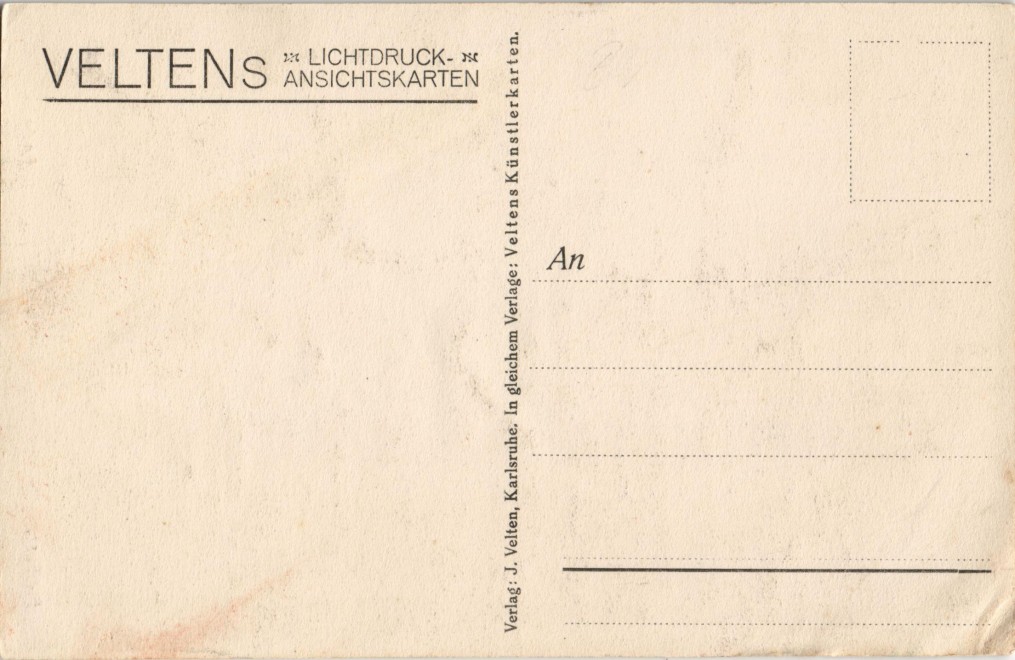 VELTENS LICHTDRUCK-
ANSICHTSKARTEN
Verlag: J. Velten, Karlsruhe. In gleichem Verlage: Veltens Künstlerkarten.
An